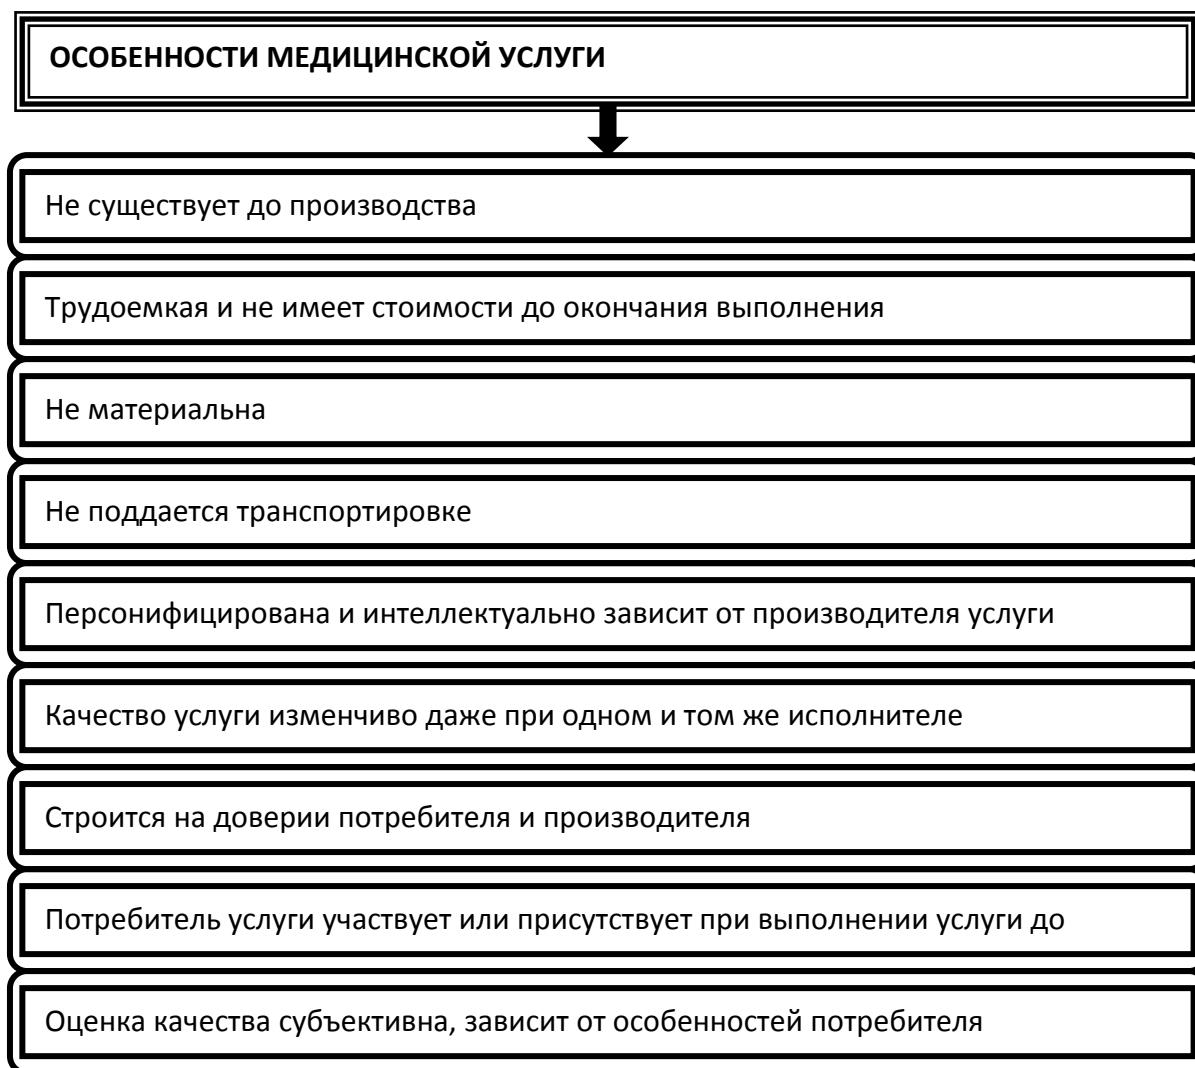 ОСОБЕННОСТИ МЕДИЦИНСКОЙ УСЛУГИ
Не существует до производства
Трудоемкая и не имеет стоимости до окончания выполнения
Не материальна
Не поддается транспортировке
Персонифицирована и интеллектуально зависит от производителя услуги
Качество услуги изменчиво даже при одном и том же исполнителе
Строится на доверии потребителя и производителя
Потребитель услуги участвует или присутствует при выполнении услуги до
Оценка качества субъективна, зависит от особенностей потребителя